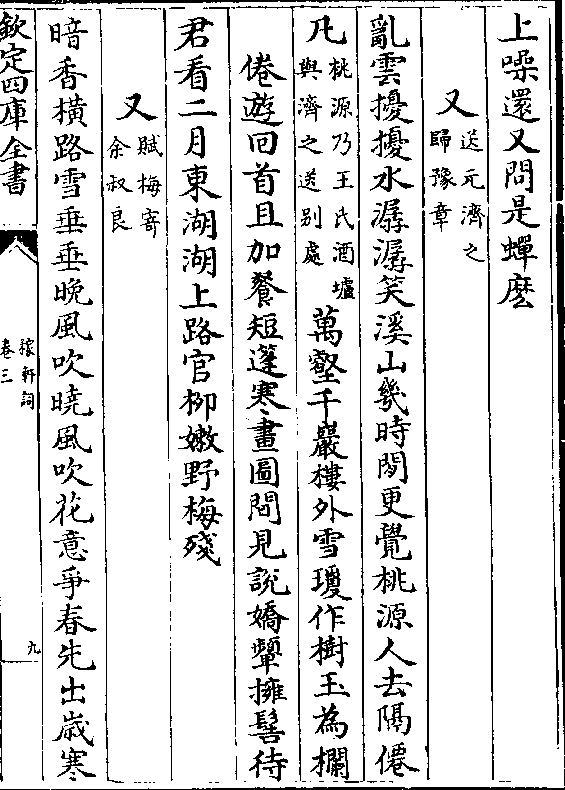 上噪還又問是蟬麽
又送元濟之
歸豫章
亂雲擾擾水潺潺笑溪山幾時閒更覺桃源人去隔僊
凡桃源乃王氏酒壚
與濟之送别處
萬壑千巖樓外雪瓊作樹玉為欄
倦遊回首且加餐短蓬寒畫圖間見說嬌顰擁髻待
君看二月東湖湖上路官柳嫩野梅殘
又賦梅寄
余叔良
暗香横路雪垂垂晚風吹曉風吹花意爭春先出歲寒
欽定四庫全書
稼軒詞
卷三
九